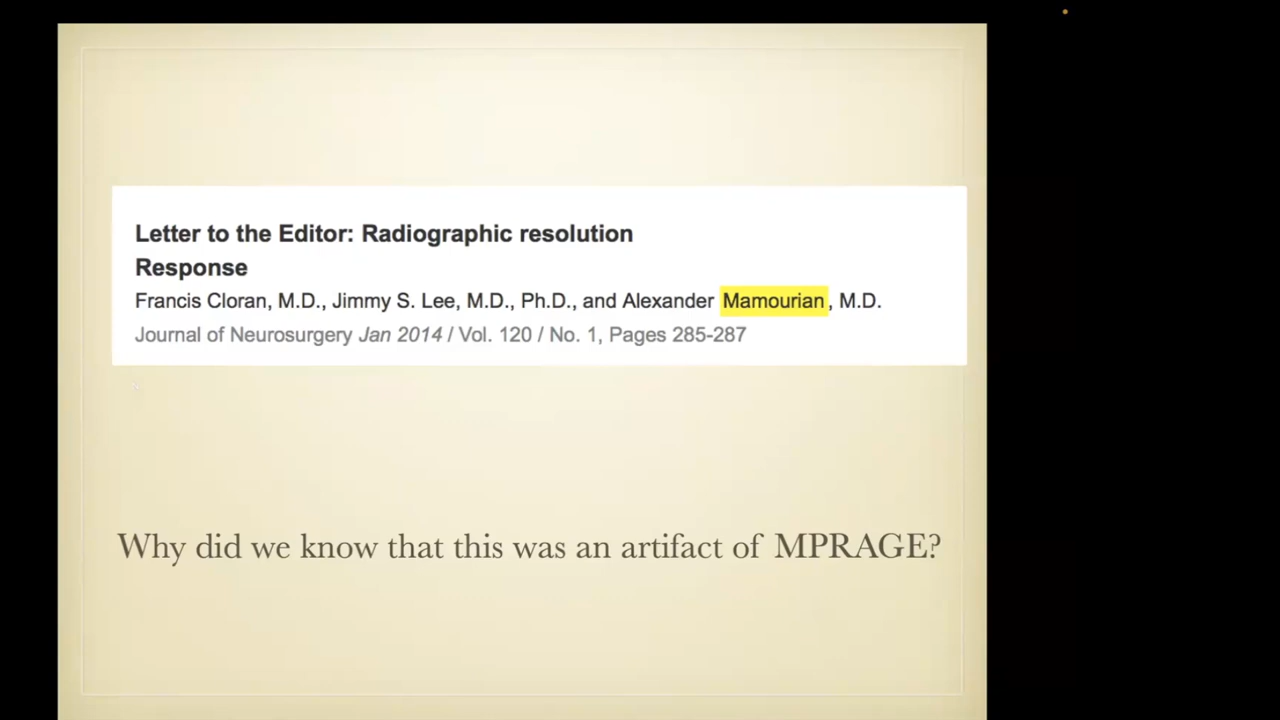 Letter to the Editor: Radiographic resolution
Response
Francis Cloran, M.D., Jimmy S. Lee, M.D., Ph.D., and Alexander Mamourian, M.D.
Journal of Neurosurgery Jan 2014 / Vol. 120 / No. 1, Pages 285-287
Why did we know that this was an artifact of MPRAGE?